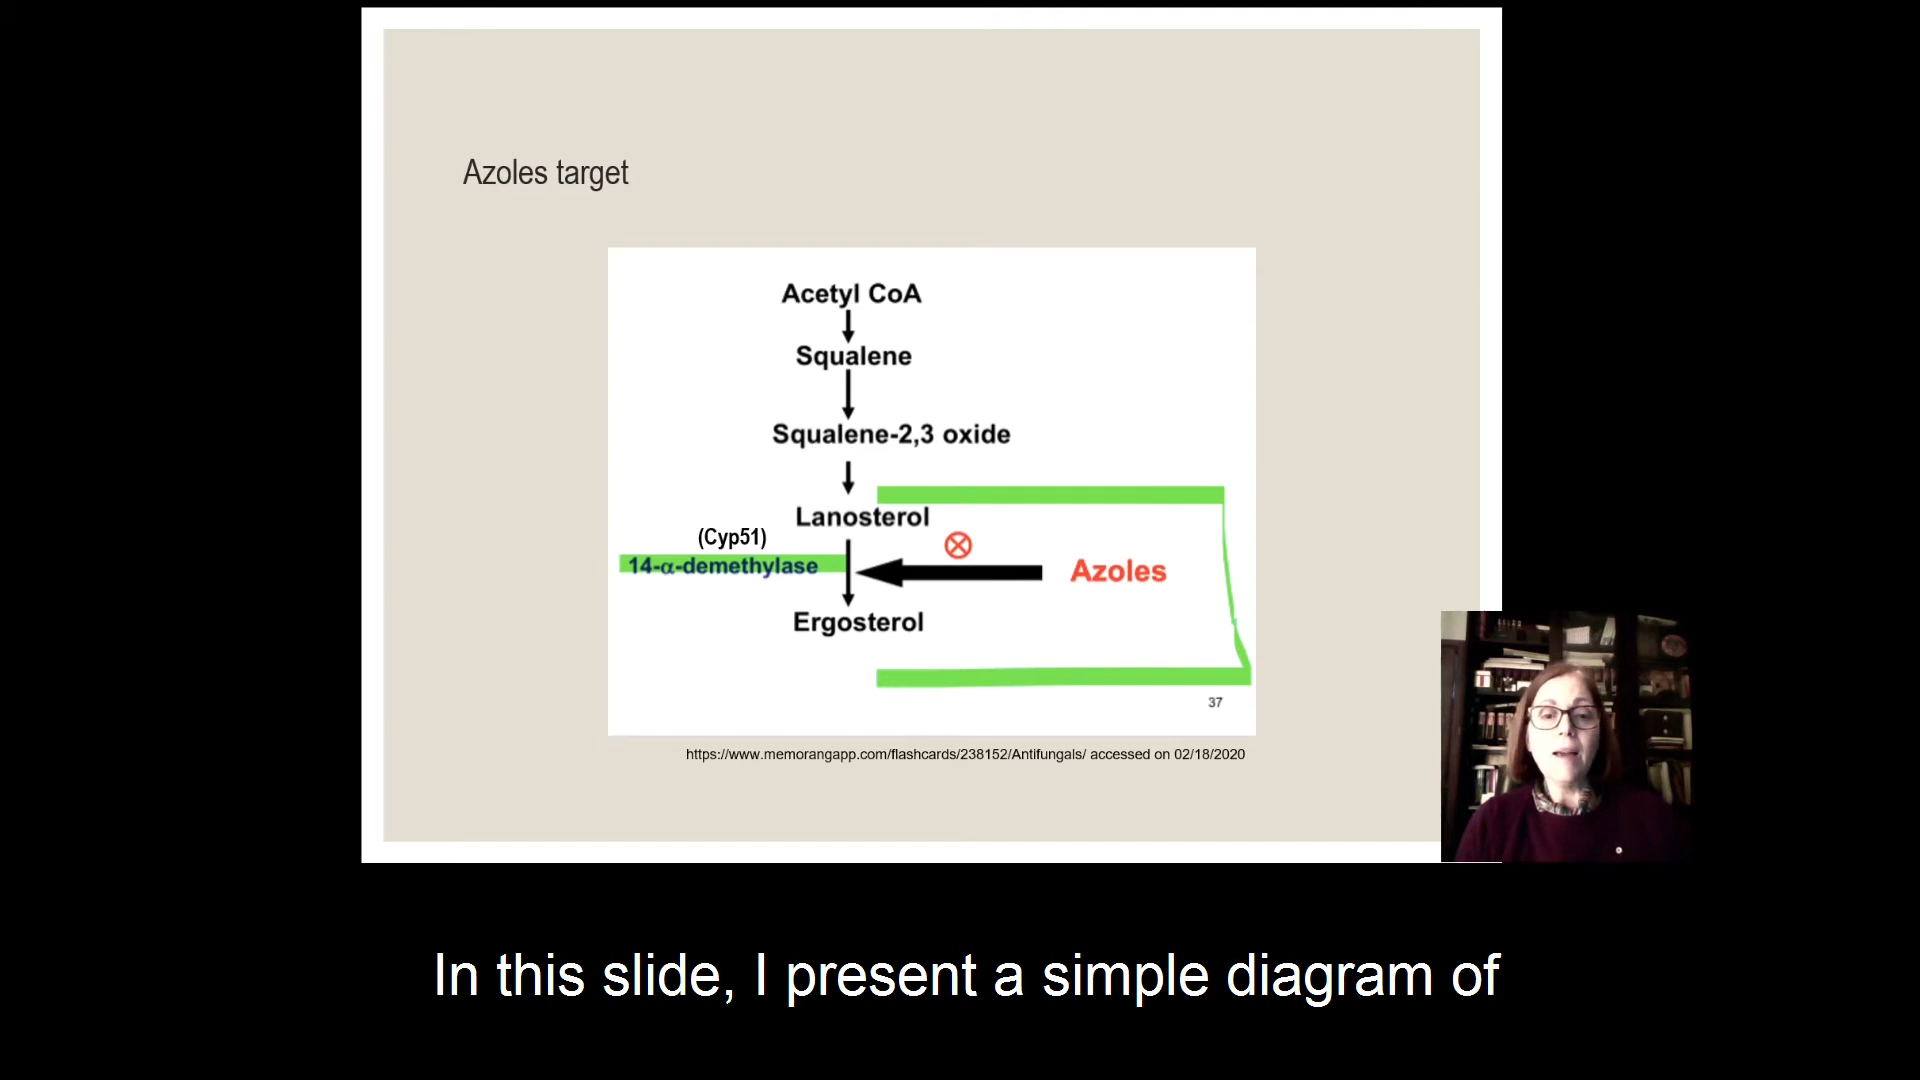 Azoles target
Acetyl CoA
Squalene
Squalene-2,3 oxide
Lanosterol
(Cyp51)
14-α-demethylase
Azoles
Ergosterol
37
https://www.memorangapp.com/flashcards/238152/Antifungals/ accessed on 02/18/2020
In this slide, I present a simple diagram of